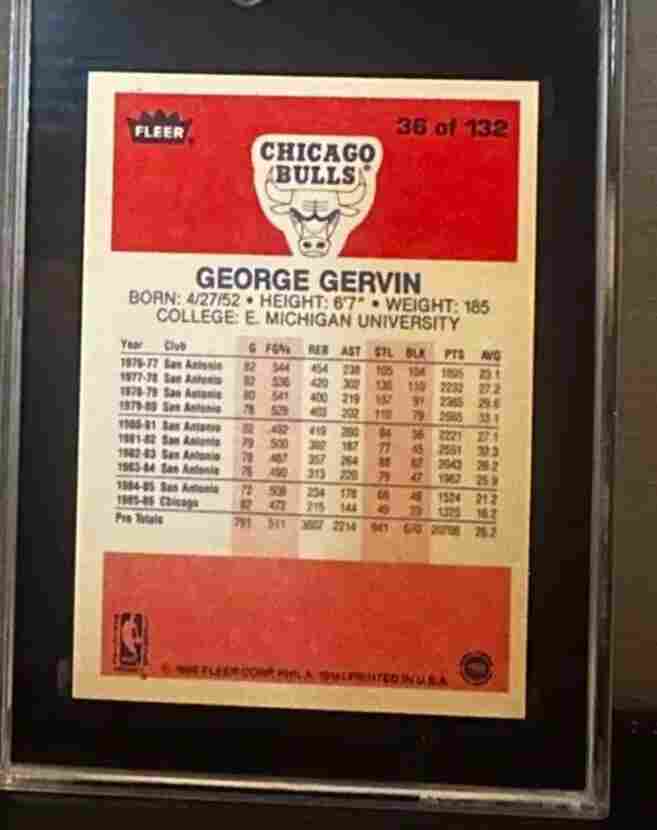 FLEER
36 of 132
CHICAGO
BULLS
GEORGE GERVIN
BORN: 4/27/52 • HEIGHT: 6'7" • WEIGHT: 185
COLLEGE: E. MICHIGAN UNIVERSITY
Year Club G FG% REB AST STL BLK PTS AVG
1976-77 San Antonio 82 .544 454 238 105 104 1895 23.1
1977-78 San Antonio 82 .536 420 302 136 110 2232 27.2
1978-79 San Antonio 80 .541 400 219 137 91 2365 29.6
1979-80 San Antonio 78 .528 403 202 110 79 2585 33.1
1980-81 San Antonio 82 .492 419 260 94 56 2221 27.1
1981-82 San Antonio 79 .500 392 187 77 45 2551 32.3
1982-83 San Antonio 78 .487 357 264 88 67 2043 26.2
1983-84 San Antonio 76 .490 313 220 79 47 1967 25.9
1984-85 San Antonio 72 .508 234 178 66 48 1524 21.2
1985-86 Chicago 82 .472 215 144 49 23 1325 16.2
Pro Totals 791 .511 3607 2214 941 670 20708 26.2
© 1986 FLEER CORP. PHILA. 19141 PRINTED IN U.S.A.